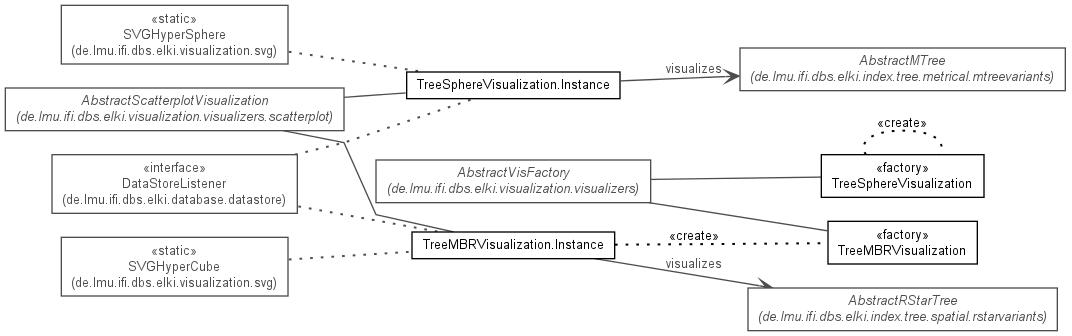 «static»
SVGHyperSphere
(de.lmu.ifi.dbs.elki.visualization.svg)
AbstractScatterplotVisualization
(de.lmu.ifi.dbs.elki.visualization.visualizers.scatterplot)
«interface»
DataStoreListener
(de.lmu.ifi.dbs.elki.database.datastore)
«static»
SVGHyperCube
(de.lmu.ifi.dbs.elki.visualization.svg)
TreeSphereVisualization.Instance
visualizes
AbstractMTree
(de.lmu.ifi.dbs.elki.index.tree.metrical.mtreevariants)
«create»
AbstractVisFactory
(de.lmu.ifi.dbs.elki.visualization.visualizers)
«factory»
TreeSphereVisualization
TreeMBRVisualization.Instance
«create»
«factory»
TreeMBRVisualization
visualizes
AbstractRStarTree
(de.lmu.ifi.dbs.elki.index.tree.spatial.rstarvariants)